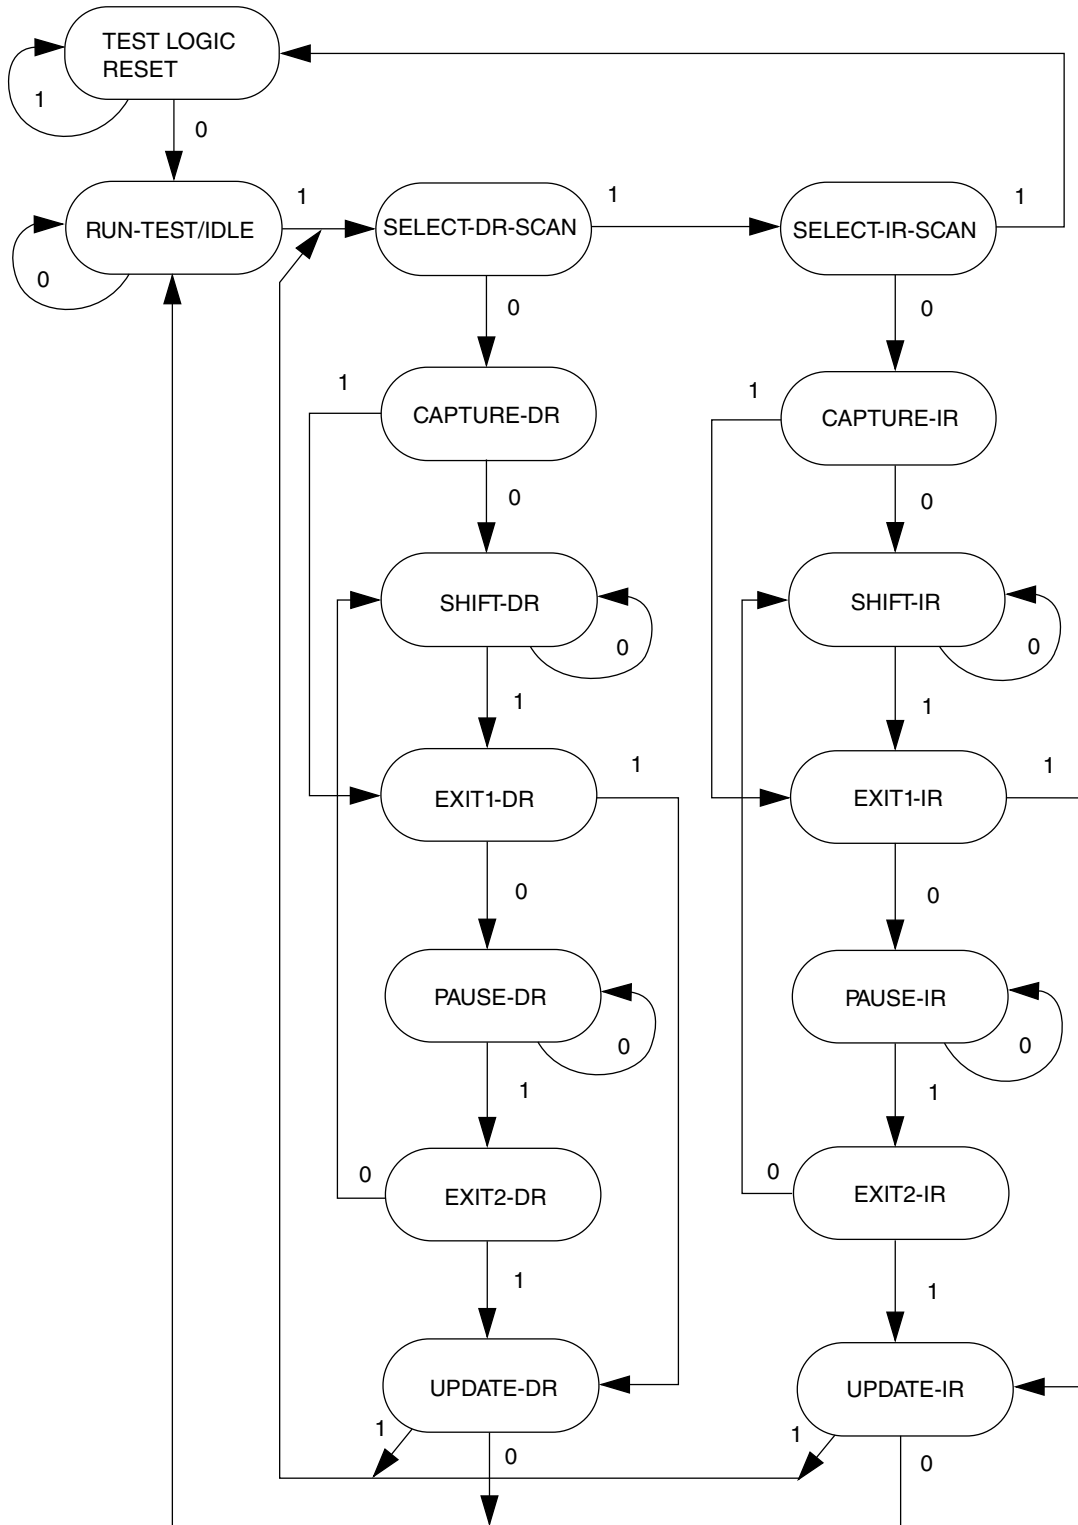 TEST LOGIC
RESET
1
0
RUN-TEST/IDLE
1
0
SELECT-DR-SCAN
1
SELECT-IR-SCAN
1
0
0
1
CAPTURE-DR
0
1
CAPTURE-IR
0
SHIFT-DR
0
1
SHIFT-IR
0
1
EXIT1-DR
1
0
EXIT1-IR
1
0
PAUSE-DR
0
1
PAUSE-IR
0
1
0
EXIT2-DR
1
0
EXIT2-IR
1
UPDATE-DR
1
0
UPDATE-IR
1
0